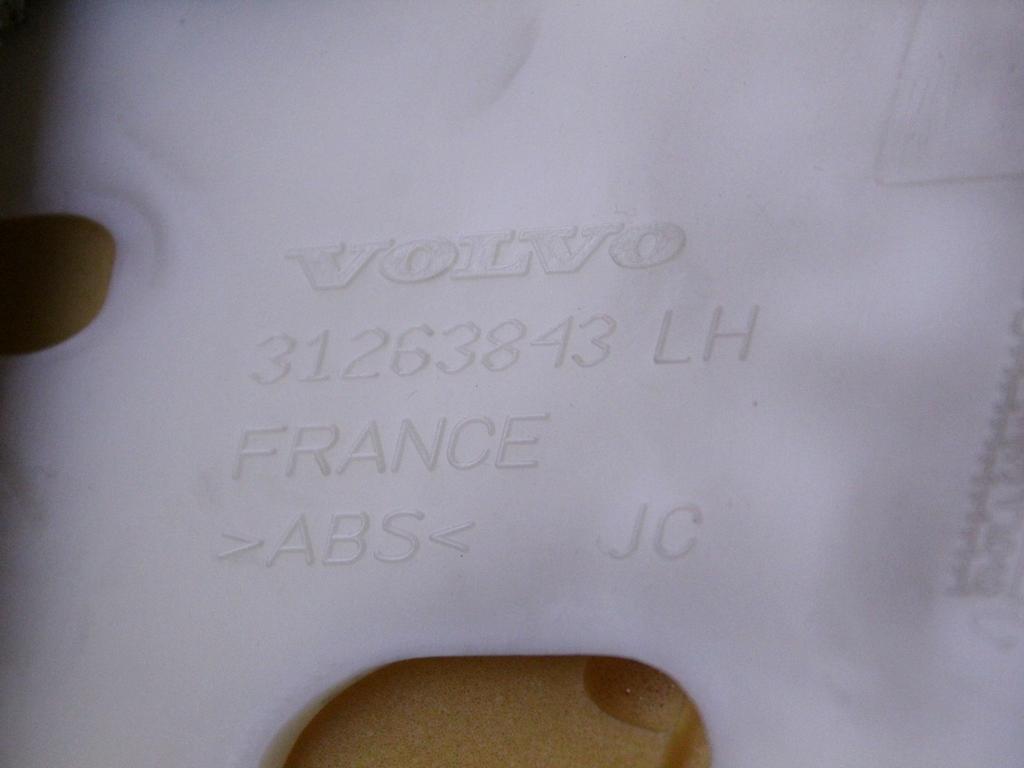 VOLVO
31263843 LH
FRANCE
>ABS< JC